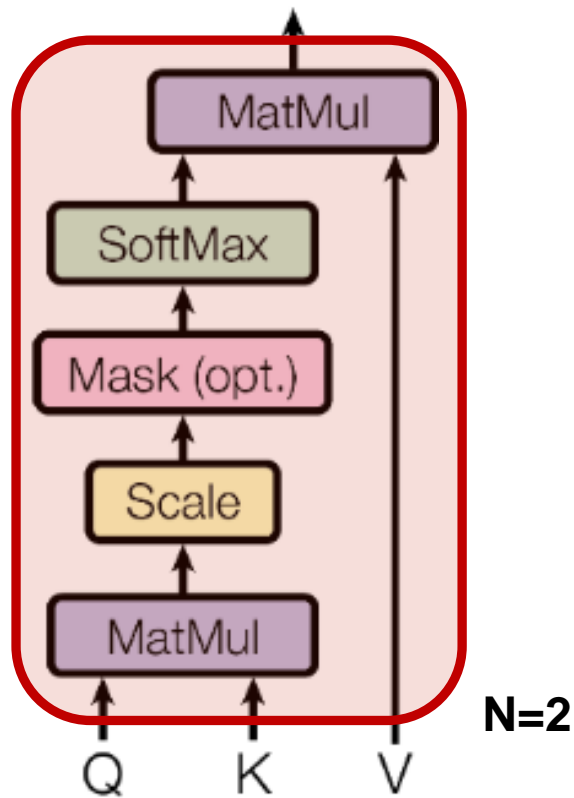 MatMul
SoftMax
Mask (opt.)
Scale
MatMul
N=2
Q K V